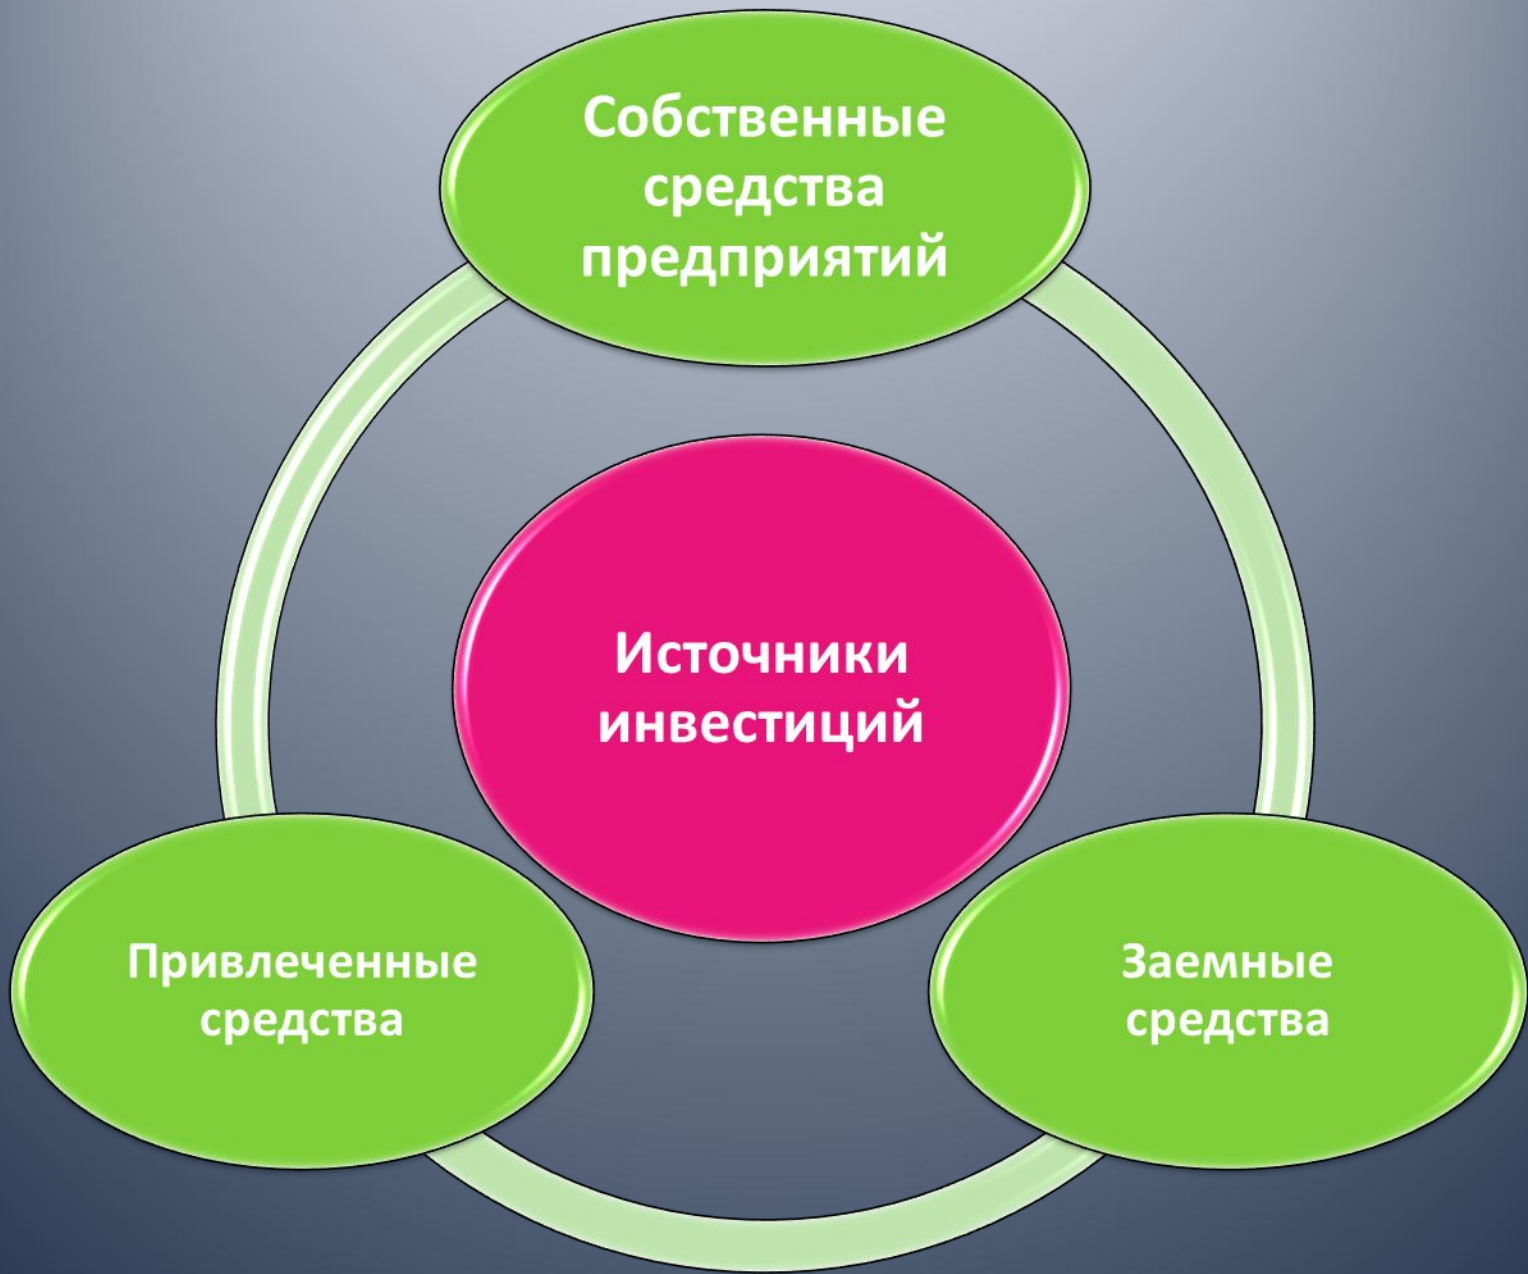 Собственные
средства
предприятий
Источники
инвестиций
Привлеченные
средства
Заемные
средства